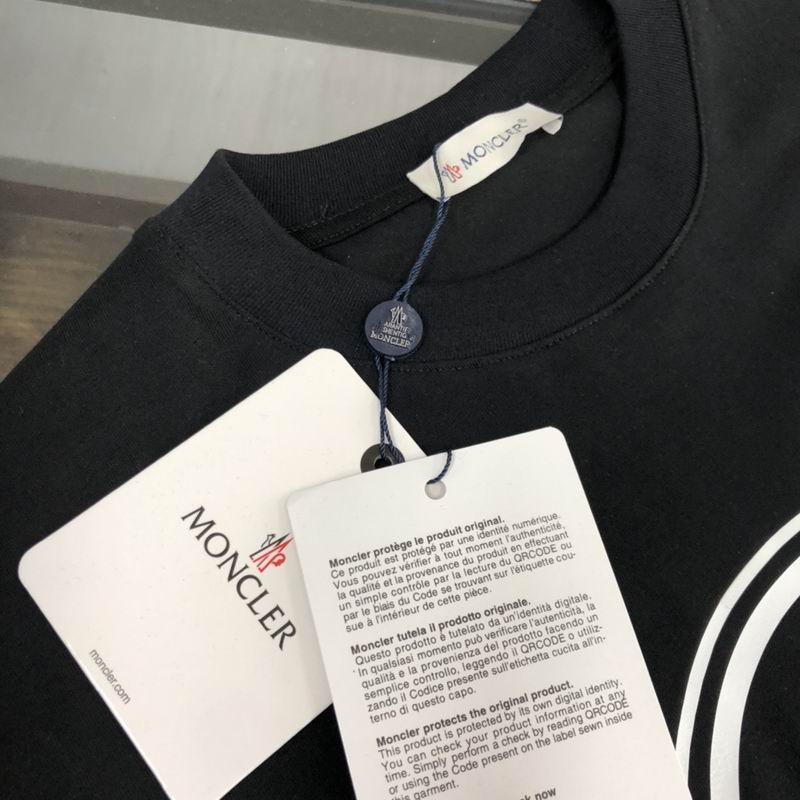 MONCLER
MONCLER
MONCLER
moncler.com
Moncler protège le produit original.
Ce produit est protégé par une identité numérique.
Vous pouvez vérifier à tout moment l'authenticité,
la qualité et la provenance du produit en effectuant
un simple contrôle par la lecture du QRCODE ou
par le biais du Code se trouvant sur l'étiquette cou-
sue à l'intérieur de cette pièce.
Moncler tutela il prodotto originale.
Questo prodotto è tutelato da un'identità digitale.
In qualsiasi momento può verificare l'autenticità, la
qualità e la provenienza del prodotto facendo un
semplice controllo, leggendo il QRCODE o utiliz-
zando il Codice presente sull'etichetta cucita all'in-
terno di questo capo.
Moncler protects the original product.
This product is protected by its own digital identity.
You can check your product information at any
time. Simply perform a check by reading QRCODE
or using the Code present on the label sewn inside
this garment.
now